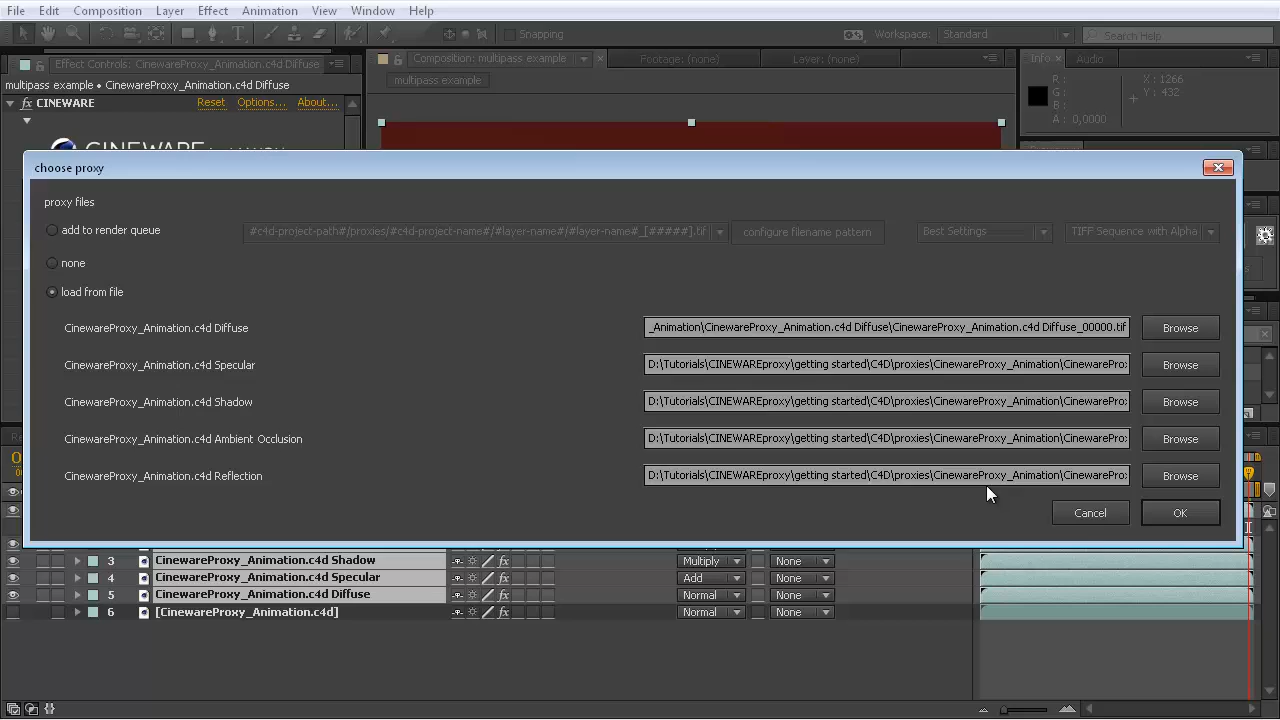 File Edit Composition Layer Effect Animation View Window Help
Snapping Workspace: Standard Search Help
Effect Controls: CinewareProxy_Animation.c4d Diffuse Composition: multipass example Footage: (none) Layer: (none) Info Audio
multipass example • CinewareProxy_Animation.c4d Diffuse multipass example
fx CINEWARE Reset Options... About...
R: X: 1266
G: Y: 432
B:
A: 0,0000
choose proxy
proxy files
add to render queue #c4d-project-path#/proxies/#c4d-project-name#/#layer-name#/#layer-name#_[#####].tif configure filename pattern Best Settings TIFF Sequence with Alpha
none
load from file
CinewareProxy_Animation.c4d Diffuse _Animation\CinewareProxy_Animation.c4d Diffuse\CinewareProxy_Animation.c4d Diffuse_00000.tif Browse
CinewareProxy_Animation.c4d Specular D:\Tutorials\CINEWAREproxy\getting started\C4D\proxies\CinewareProxy_Animation\CinewarePro Browse
CinewareProxy_Animation.c4d Shadow D:\Tutorials\CINEWAREproxy\getting started\C4D\proxies\CinewareProxy_Animation\CinewarePro Browse
CinewareProxy_Animation.c4d Ambient Occlusion D:\Tutorials\CINEWAREproxy\getting started\C4D\proxies\CinewareProxy_Animation\CinewarePro Browse
CinewareProxy_Animation.c4d Reflection D:\Tutorials\CINEWAREproxy\getting started\C4D\proxies\CinewareProxy_Animation\CinewarePro Browse
Cancel OK
3 CinewareProxy_Animation.c4d Shadow fx Multiply None
4 CinewareProxy_Animation.c4d Specular fx Add None
5 CinewareProxy_Animation.c4d Diffuse fx Normal None
6 [CinewareProxy_Animation.c4d] fx Normal None